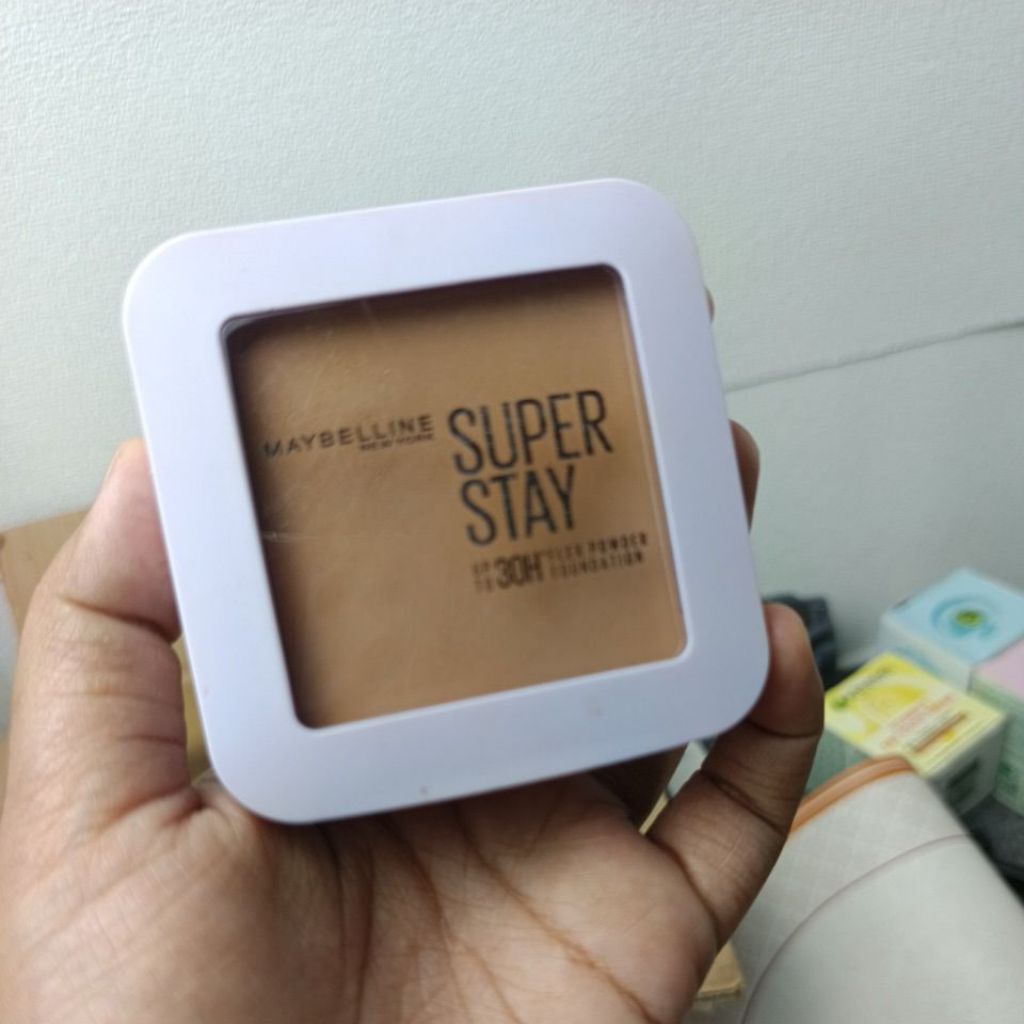 MAYBELLINE
NEW YORK
SUPER
STAY
UP TO 30H FLEX POWDER
FOUNDATION